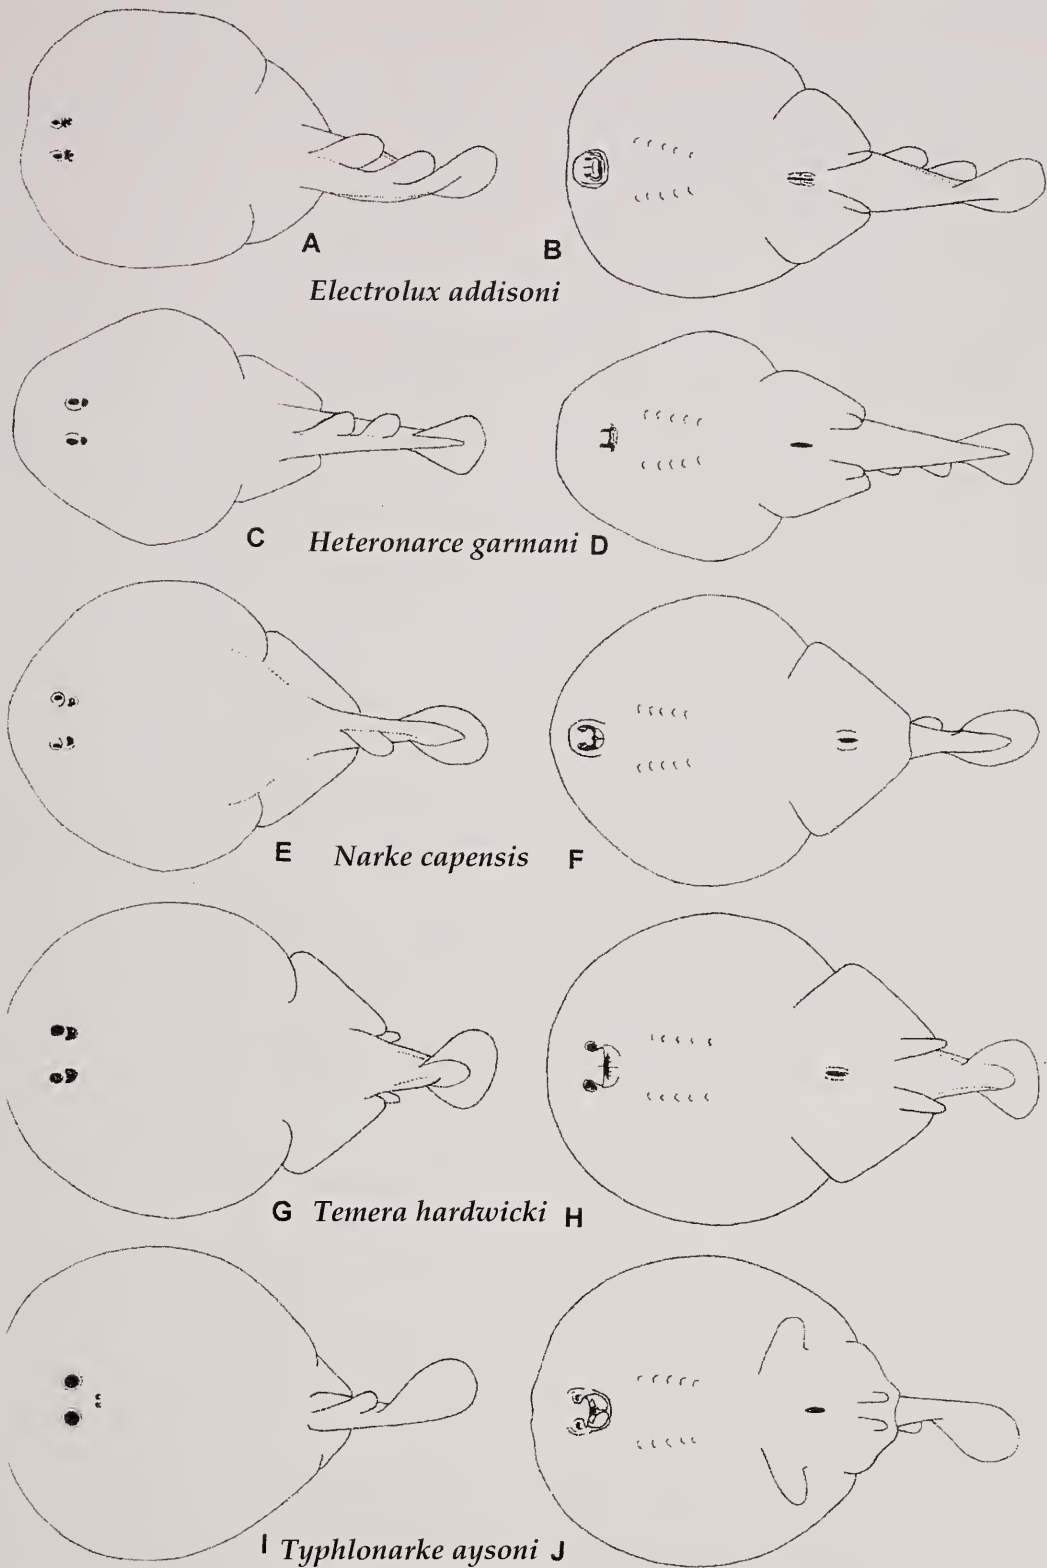 A B
Electrolux addisoni
C Heteronarce garmani D
E Narke capensis F
G Temera hardwicki H
I Typhlonarke aysoni J